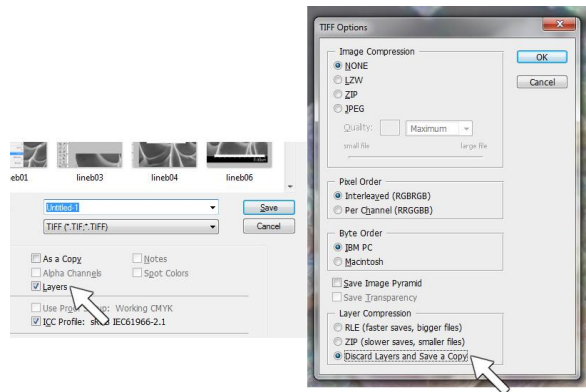 eb01 lineb03 lineb04 lineb06
Untitled-1
Save
TIFF (*.TIF;*.TIFF)
Cancel
As a Copy
Notes
Alpha Channels
Spot Colors
Layers
Use Proof Setup: Working CMYK
ICC Profile: sRGB IEC61966-2.1
TIFF Options
Image Compression
NONE
LZW
ZIP
JPEG
Quality: Maximum
small file large file
OK
Cancel
Pixel Order
Interleaved (RGBRGB)
Per Channel (RRGGBB)
Byte Order
IBM PC
Macintosh
Save Image Pyramid
Save Transparency
Layer Compression
RLE (faster saves, bigger files)
ZIP (slower saves, smaller files)
Discard Layers and Save a Copy